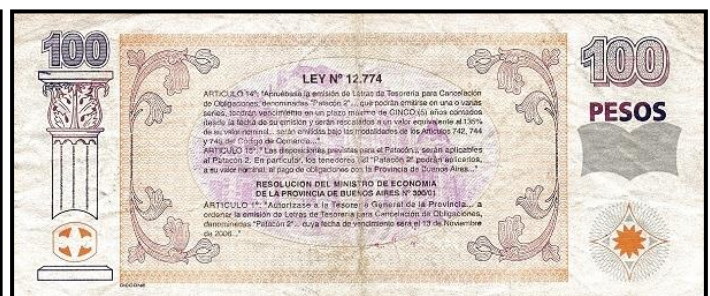 100
100
PESOS
LEY Nº 12.774
ARTICULO 14º: "Apruébase la emisión de Letras de Tesorería para Cancelación
de Obligaciones, denominadas "Patacón 2"... que podrán emitirse en una o varias
series, tendrán vencimiento en un plazo máximo de CINCO (5) años contados
desde la fecha de su emisión y serán rescatados a un valor equivalente al 135%
de su valor nominal... serán emitidas bajo las modalidades de los Artículos 742, 744
y 745 del Código de Comercio..."
ARTICULO 15º: "Las disposiciones previstas para el Patacón... serán aplicables
al Patacón 2. En particular, los tenedores del "Patacón 2" podrán aplicarlos,
a su valor nominal, al pago de obligaciones con la Provincia de Buenos Aires..."
RESOLUCION DEL MINISTRO DE ECONOMIA
DE LA PROVINCIA DE BUENOS AIRES Nº 300/01
ARTICULO 1º: "Autorízase a la Tesorería General de la Provincia... a
ordenar la emisión de Letras de Tesorería para Cancelación de Obligaciones,
denominadas "Patacón 2"... cuya fecha de vencimiento será el 13 de Noviembre
de 2006..."